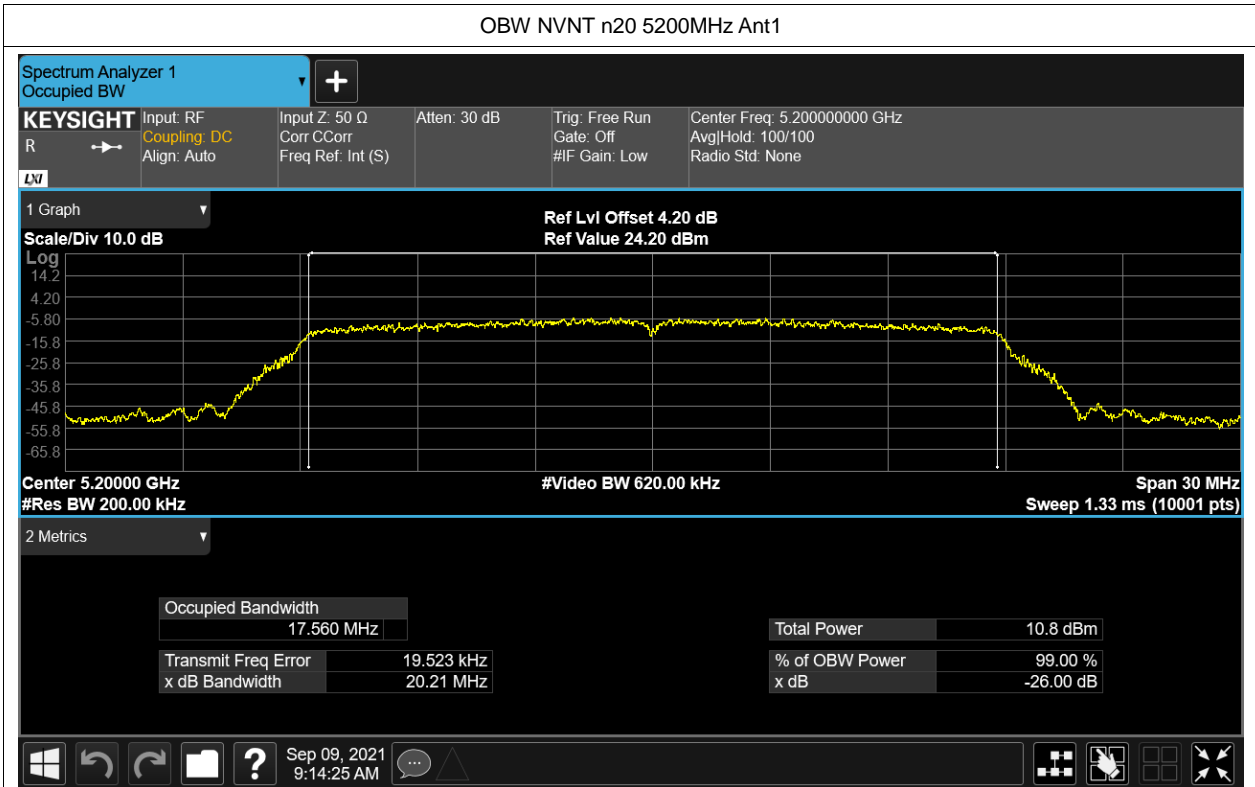 OBW NVNT n20 5200MHz Ant1
Spectrum Analyzer 1
Occupied BW
KEYSIGHT
R
LXI
Input: RF
Coupling: DC
Align: Auto
Input Z: 50 Ω
Corr CCorr
Freq Ref: Int (S)
Atten: 30 dB
Trig: Free Run
Gate: Off
#IF Gain: Low
Center Freq: 5.200000000 GHz
Avg|Hold: 100/100
Radio Std: None
1 Graph
Scale/Div 10.0 dB
Ref Lvl Offset 4.20 dB
Ref Value 24.20 dBm
Log
14.2
4.20
-5.80
-15.8
-25.8
-35.8
-45.8
-55.8
-65.8
Center 5.20000 GHz
#Res BW 200.00 kHz
#Video BW 620.00 kHz
Span 30 MHz
Sweep 1.33 ms (10001 pts)
2 Metrics
Occupied Bandwidth
17.560 MHz
Transmit Freq Error 19.523 kHz
x dB Bandwidth 20.21 MHz
Total Power 10.8 dBm
% of OBW Power 99.00 %
x dB -26.00 dB
?
Sep 09, 2021
9:14:25 AM